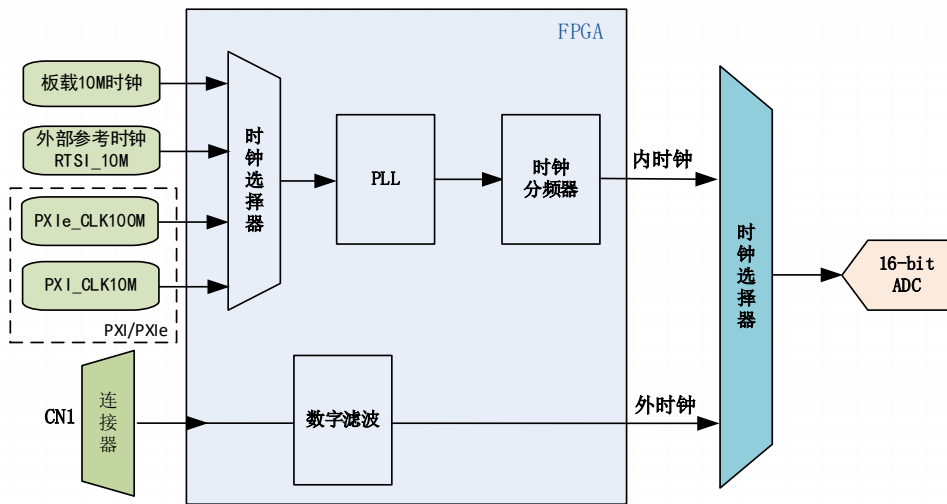 FPGA
板载10M时钟
外部参考时钟
RTSI_10M
PXIe_CLK100M
PXI_CLK10M
PXI/PXIe
时钟选择器
PLL
时钟
分频器
内时钟
时钟选择器
16-bit
ADC
CN1
连接器
数字滤波
外时钟